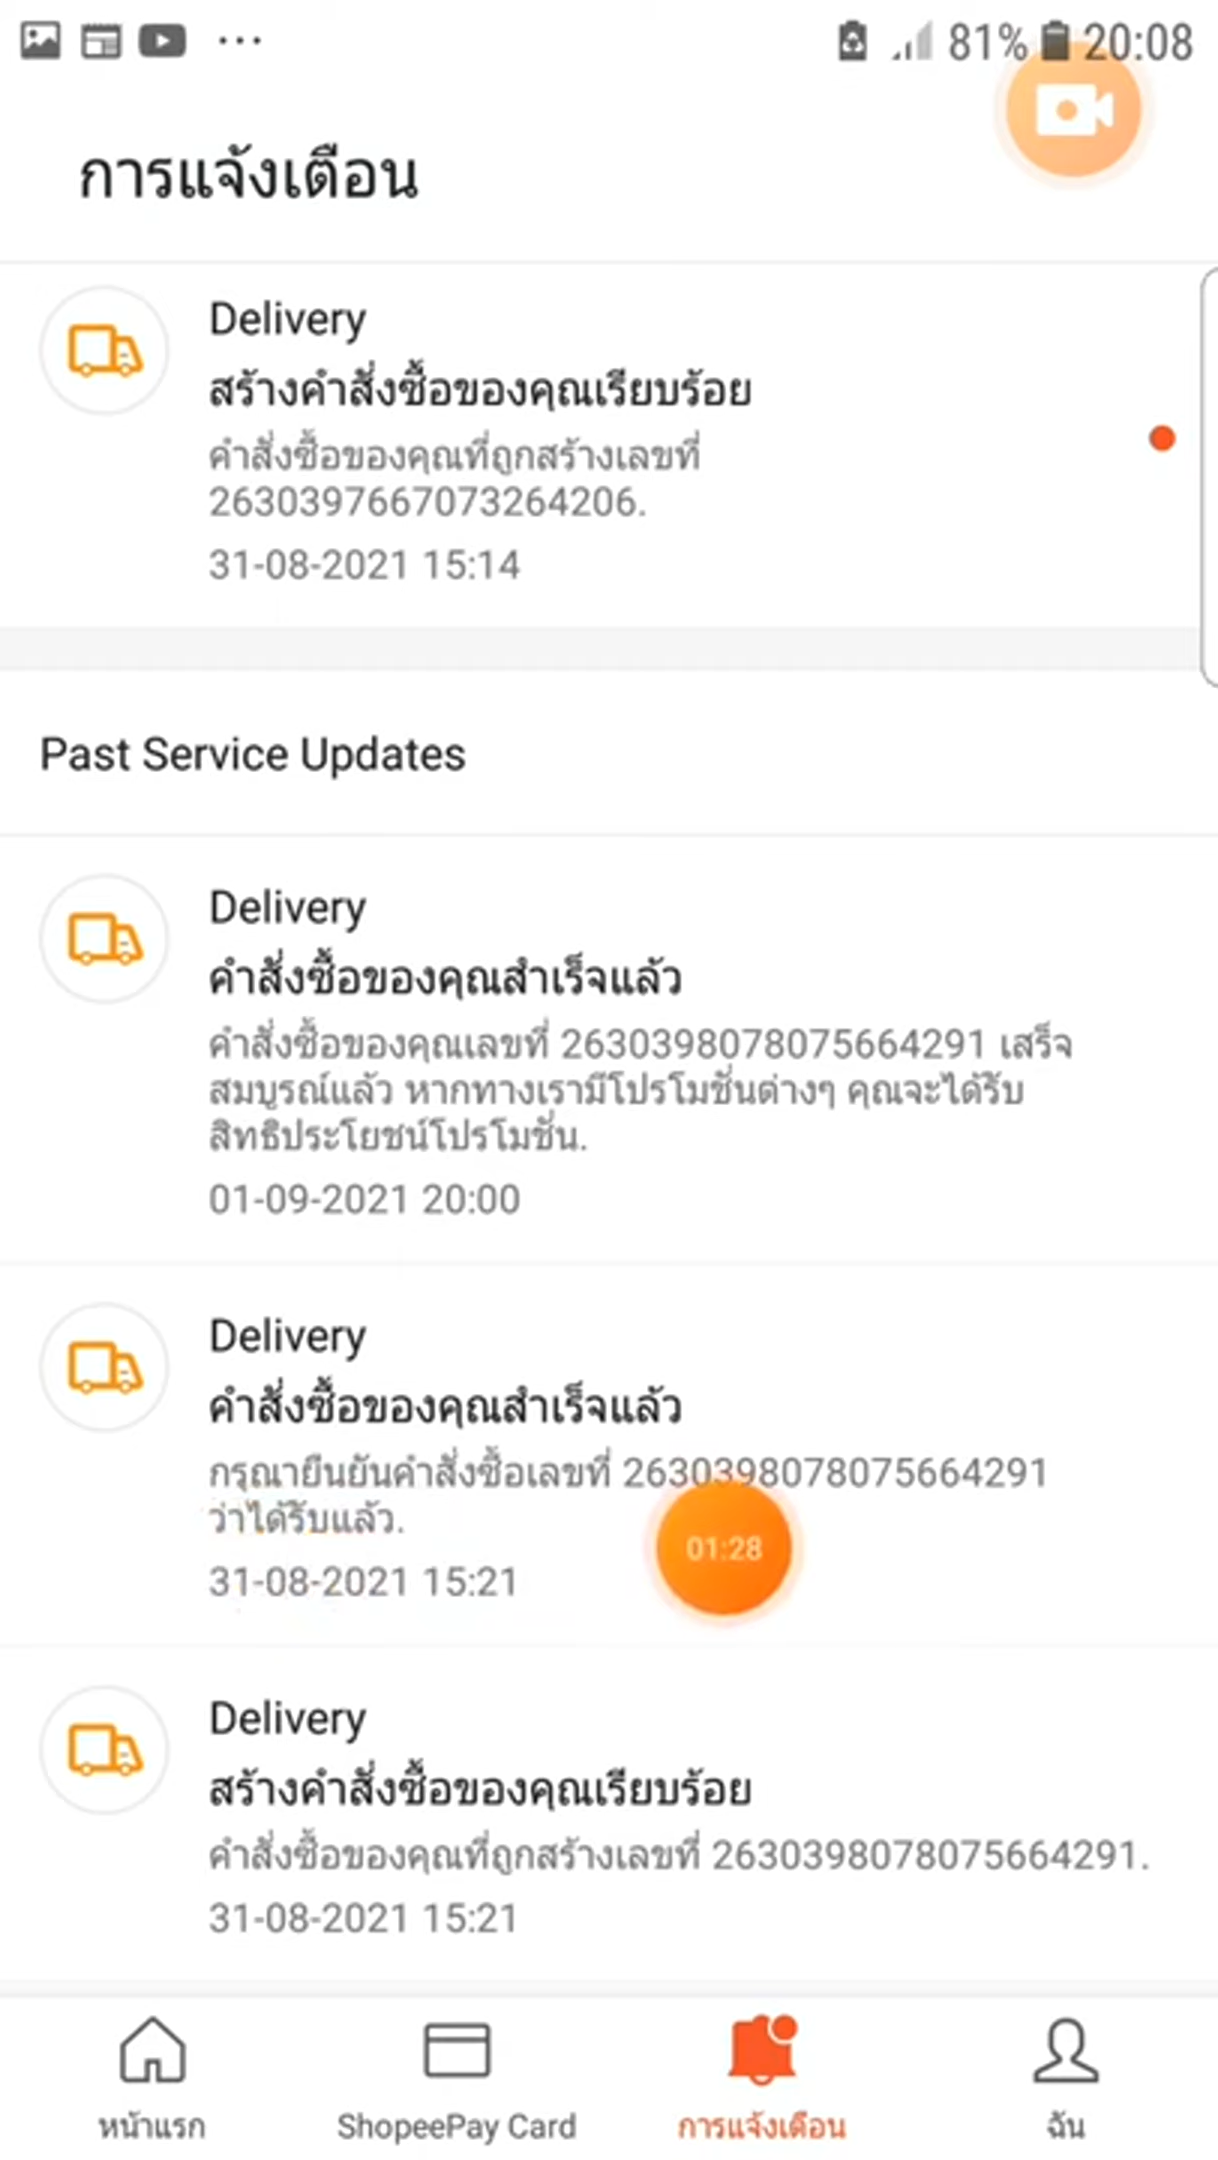 81% 20:08
การแจ้งเตือน
Delivery
สร้างคำสั่งซื้อของคุณเรียบร้อย
คำสั่งซื้อของคุณที่ถูกสร้างเลขที่
2630397667073264206.
31-08-2021 15:14
Past Service Updates
Delivery
คำสั่งซื้อของคุณสำเร็จแล้ว
คำสั่งซื้อของคุณเลขที่ 2630398078075664291 เสร็จ
สมบูรณ์แล้ว หากทางเรามีโปรโมชั่นต่างๆ คุณจะได้รับ
สิทธิประโยชน์โปรโมชั่น.
01-09-2021 20:00
Delivery
คำสั่งซื้อของคุณสำเร็จแล้ว
กรุณายืนยันคำสั่งซื้อเลขที่ 2630398078075664291
ว่าได้รับแล้ว.
01:28
31-08-2021 15:21
Delivery
สร้างคำสั่งซื้อของคุณเรียบร้อย
คำสั่งซื้อของคุณที่ถูกสร้างเลขที่ 2630398078075664291.
31-08-2021 15:21
หน้าแรก ShopeePay Card การแจ้งเตือน ฉัน